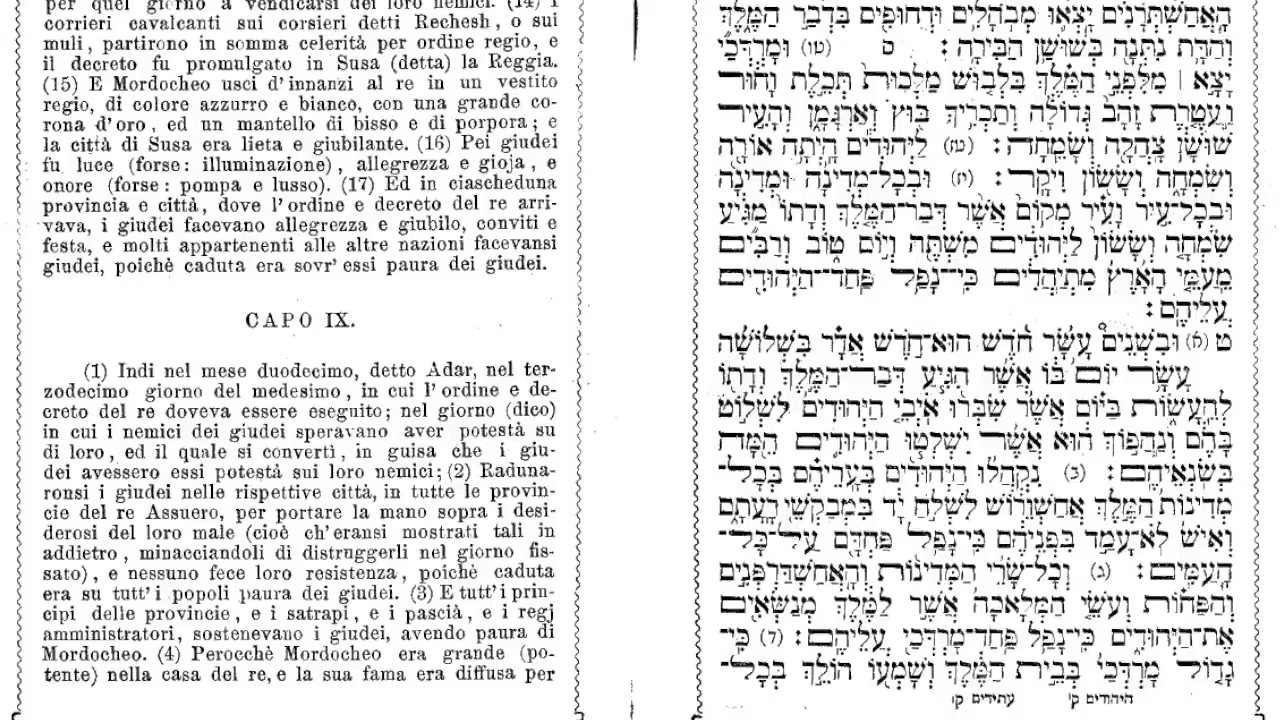 per quel giorno a vendicarsi dei loro nemici. (14) I
corrieri cavalcanti sui corsieri detti Rechesh, o sui
muli, partirono in somma celerità per ordine regio, e
il decreto fu promulgato in Susa (detta) la Reggia.
(15) E Mordocheo uscì d' innanzi al re in un vestito
regio, di colore azzurro e bianco, con una grande co-
rona d'oro, ed un mantello di bisso e di porpora; e
la città di Susa era lieta e giubilante. (16) Pei giudei
fu luce (forse: illuminazione), allegrezza e gioja, e
onore (forse: pompa e lusso). (17) Ed in ciascheduna
provincia e città, dove l'ordine e decreto del re arri-
vava, i giudei facevano allegrezza e giubilo, conviti e
festa, e molti appartenenti alle altre nazioni facevansi
giudei, poichè caduta era sovr' essi paura dei giudei.
CAPO IX.
(1) Indi nel mese duodecimo, detto Adar, nel ter-
zodecimo giorno del medesimo, in cui l' ordine e de-
creto del re doveva essere eseguito; nel giorno (dico)
in cui i nemici dei giudei speravano aver potestà su
di loro, ed il quale si convertì, in guisa che i giu-
dei avessero essi potestà sui loro nemici; (2) Raduna-
ronsi i giudei nelle rispettive città, in tutte le provin-
cie del re Assuero, per portare la mano sopra i desi-
derosi del loro male (cioè ch'eransi mostrati tali in
addietro, minacciandoli di distruggerli nel giorno fis-
sato), e nessuno fece loro resistenza, poichè caduta
era su tutt' i popoli paura dei giudei. (3) E tutt'i prin-
cipi delle provincie, e i satrapi, e i pascià, e i regj
amministratori, sostenevano i giudei, avendo paura di
Mordocheo. (4) Perocchè Mordocheo era grande (po-
tente) nella casa del re, e la sua fama era diffusa per
הָאֲחַשְׁתְּרָנִים יָצְאוּ מְבֹהָלִים וּדְחוּפִים בִּדְבַר הַמֶּלֶךְ
וְהַדָּת נִתְּנָה בְּשׁוּשַׁן הַבִּירָה: ס (טו) וּמָרְדֳּכַי
יָצָא ׀ מִלִּפְנֵי הַמֶּלֶךְ בִּלְבוּשׁ מַלְכוּת תְּכֵלֶת וָחוּר
וַעֲטֶרֶת זָהָב גְּדוֹלָה וְתַכְרִיךְ בּוּץ וְאַרְגָּמָן וְהָעִיר
שׁוּשָׁן צָהֲלָה וְשָׂמֵחָה: (טז) לַיְּהוּדִים הָיְתָה אוֹרָה
וְשִׂמְחָה וְשָׂשֹׂן וִיקָר: (יז) וּבְכָל־מְדִינָה וּמְדִינָה
וּבְכָל־עִיר וָעִיר מְקוֹם אֲשֶׁר דְּבַר־הַמֶּלֶךְ וְדָתוֹ מַגִּיעַ
שִׂמְחָה וְשָׂשׂוֹן לַיְּהוּדִים מִשְׁתֶּה וְיוֹם טוֹב וְרַבִּים
מֵעַמֵּי הָאָרֶץ מִתְיַהֲדִים כִּי־נָפַל פַּחַד־הַיְּהוּדִים
עֲלֵיהֶם:
ט (א) וּבִשְׁנֵים עָשָׂר חֹדֶשׁ הוּא־חֹדֶשׁ אֲדָר בִּשְׁלוֹשָׁה
עָשָׂר יוֹם בּוֹ אֲשֶׁר הִגִּיעַ דְּבַר־הַמֶּלֶךְ וְדָתוֹ
לְהֵעָשׂוֹת בַּיּוֹם אֲשֶׁר שִׂבְּרוּ אֹיְבֵי הַיְּהוּדִים לִשְׁלוֹט
בָּהֶם וְנַהֲפוֹךְ הוּא אֲשֶׁר יִשְׁלְטוּ הַיְּהוּדִים הֵמָּה
בְּשֹׂנְאֵיהֶם: (ב) נִקְהֲלוּ הַיְּהוּדִים בְּעָרֵיהֶם בְּכָל־
מְדִינוֹת הַמֶּלֶךְ אֲחַשְׁוֵרוֹשׁ לִשְׁלֹחַ יָד בִּמְבַקְשֵׁי רָעָתָם
וְאִישׁ לֹא־עָמַד בִּפְנֵיהֶם כִּי־נָפַל פַּחְדָּם עַל־כָּל־
הָעַמִּים: (ג) וְכָל־שָׂרֵי הַמְּדִינוֹת וְהָאֲחַשְׁדַּרְפְּנִים
וְהַפַּחוֹת וְעֹשֵׂי הַמְּלָאכָה אֲשֶׁר לַמֶּלֶךְ מְנַשְּׂאִים
אֶת־הַיְּהוּדִים כִּי־נָפַל פַּחַד־מָרְדֳּכַי עֲלֵיהֶם: (ד) כִּי־
גָדוֹל מָרְדֳּכַי בְּבֵית הַמֶּלֶךְ וְשָׁמְעוֹ הוֹלֵךְ בְּכָל־
היהודים ק' עתידים ק'